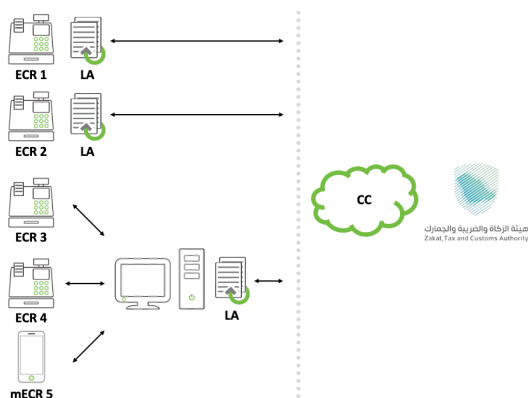 ECR 1
LA
ECR 2
LA
ECR 3
ECR 4
LA
mECR 5
CC
هيئة الزكاة والضريبة والجمارك
Zakat, Tax and Customs Authority